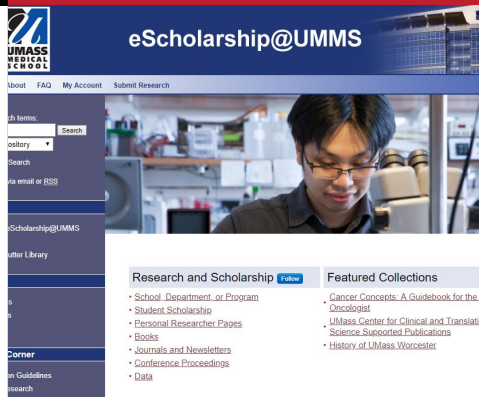 UMASS
MEDICAL
SCHOOL
eScholarship@UMMS
About FAQ My Account Submit Research
terms:
Search
Search
via email or RSS
eScholarship@UMMS
Library
Corner
Guidelines
Research and Scholarship Follow
• School, Department, or Program
• Student Scholarship
• Personal Researcher Pages
• Books
• Journals and Newsletters
• Conference Proceedings
• Data
Featured Collections
• Cancer Concepts: A Guidebook for the
Oncologist
• UMass Center for Clinical and
Science Supported Publications
• History of UMass Worcester